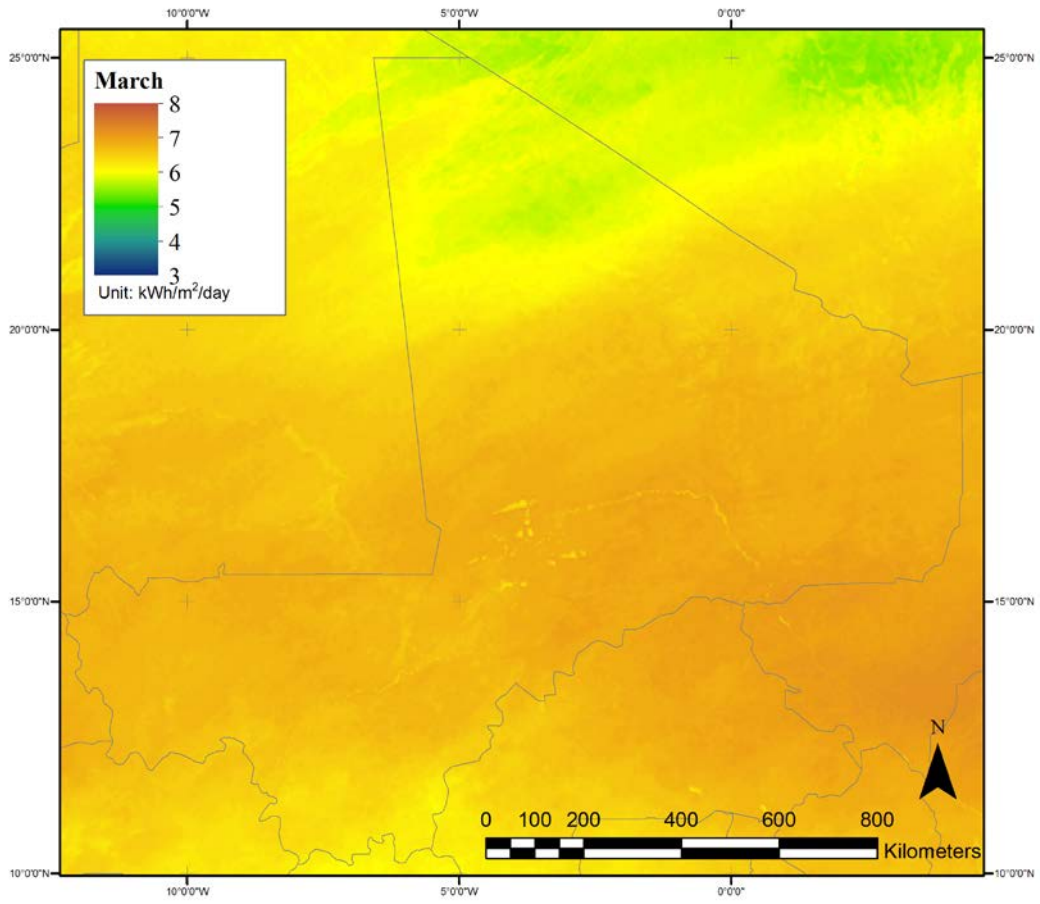 10°0'0"W 5°0'0"W 0°0'0"
25°0'0"N 25°0'0"N
March
8
7
6
5
4
3
Unit: kWh/m²/day
20°0'0"N 20°0'0"N
15°0'0"N 15°0'0"N
N
0 100 200 400 600 800
Kilometers
10°0'0"N 10°0'0"N
10°0'0"W 5°0'0"W 0°0'0"